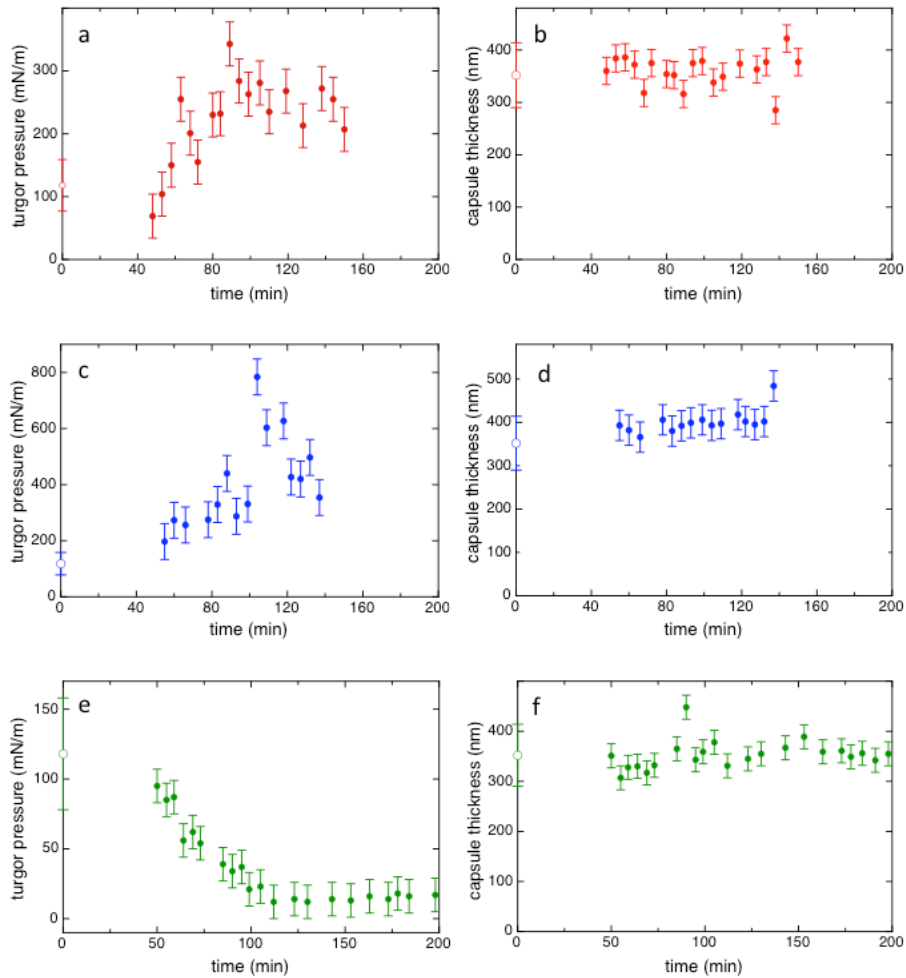 a
turgor pressure (mN/m)
300
200
100
0
0 40 80 120 160 200
time (min)
b
capsule thickness (nm)
400
300
200
100
0
0 40 80 120 160 200
time (min)
c
turgor pressure (mN/m)
800
600
400
200
0
0 40 80 120 160 200
time (min)
d
capsule thickness (nm)
500
400
300
200
100
0
0 40 80 120 160 200
time (min)
e
turgor pressure (mN/m)
150
100
50
0
0 50 100 150 200
time (min)
f
capsule thickness (nm)
400
300
200
100
0
0 50 100 150 200
time (min)